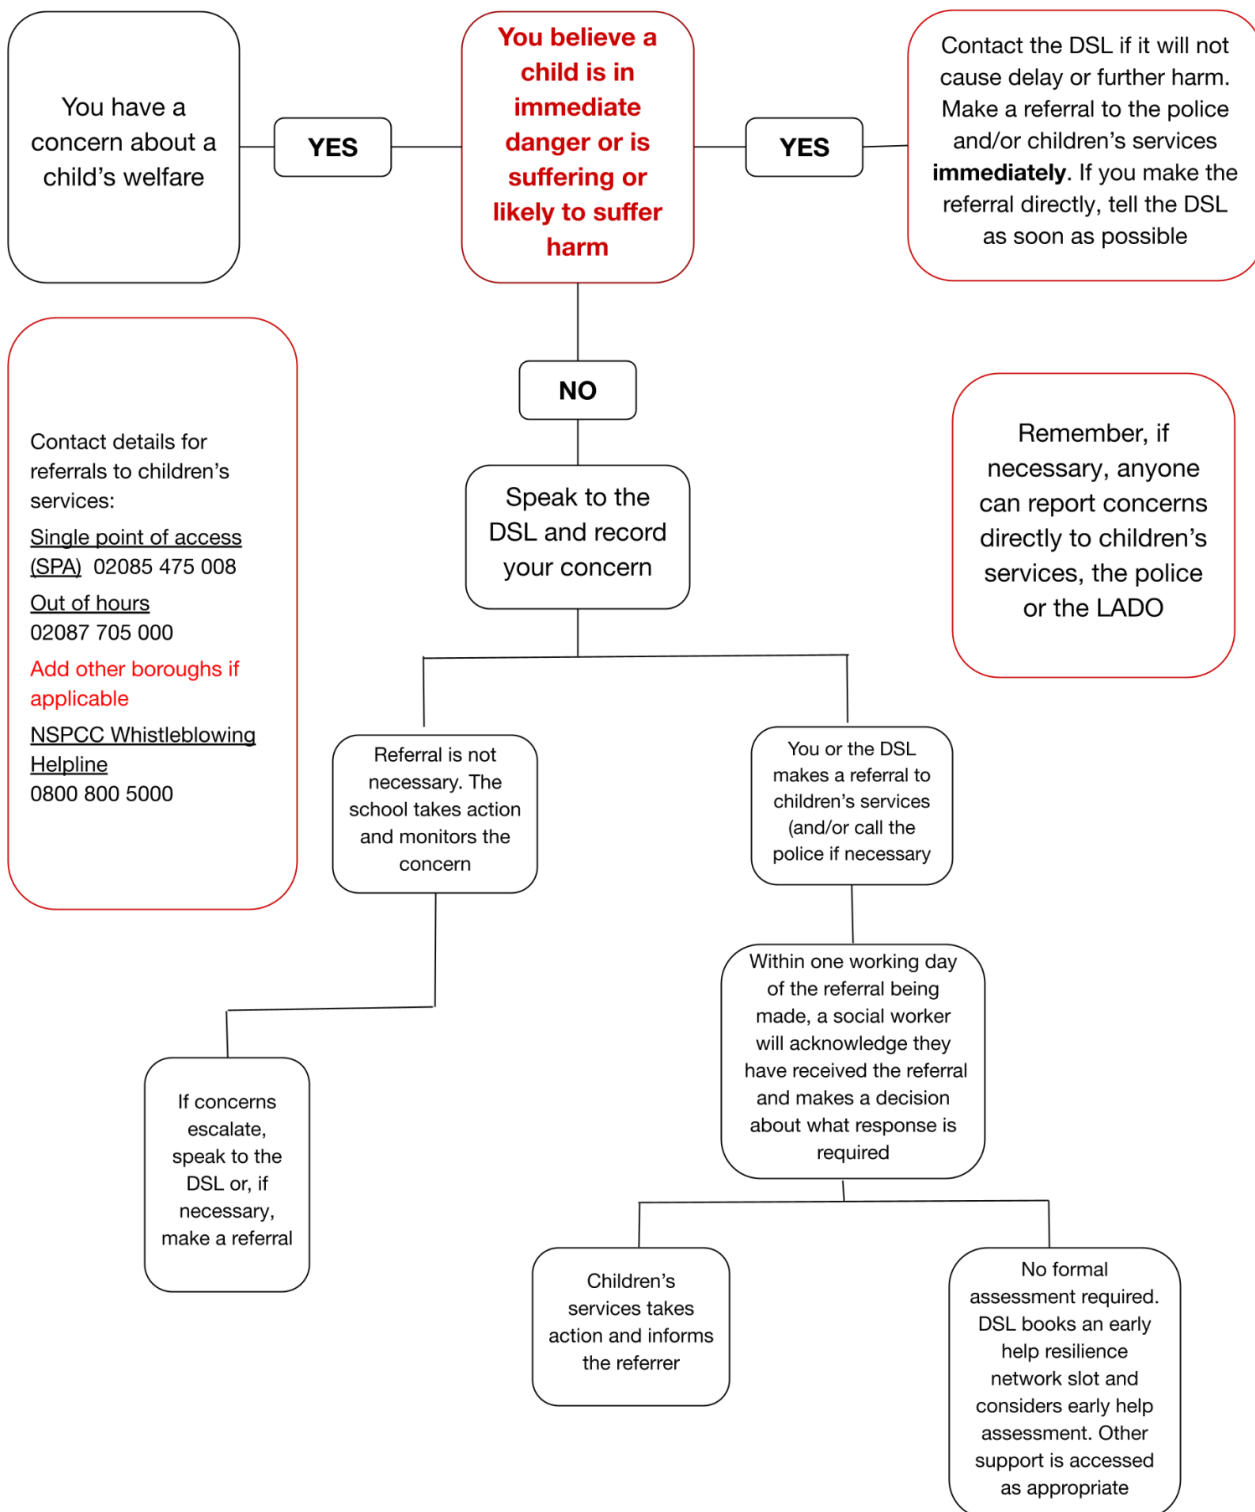 You have a
concern about a
child's welfare
YES
You believe a
child is in
immediate
danger or is
suffering or
likely to suffer
harm
YES
Contact the DSL if it will not
cause delay or further harm.
Make a referral to the police
and/or children's services
immediately. If you make the
referral directly, tell the DSL
as soon as possible
NO
Contact details for
referrals to children's
services:
Single point of access
(SPA) 02085 475 008
Out of hours
02087 705 000
Add other boroughs if
applicable
NSPCC Whistleblowing
Helpline
0800 800 5000
Speak to the
DSL and record
your concern
Remember, if
necessary, anyone
can report concerns
directly to children's
services, the police
or the LADO
Referral is not
necessary. The
school takes action
and monitors the
concern
You or the DSL
makes a referral to
children's services
(and/or call the
police if necessary
Within one working day
of the referral being
made, a social worker
will acknowledge they
have received the referral
and makes a decision
about what response is
required
If concerns
escalate,
speak to the
DSL or, if
necessary,
make a referral
Children's
services takes
action and informs
the referrer
No formal
assessment required.
DSL books an early
help resilience
network slot and
considers early help
assessment. Other
support is accessed
as appropriate